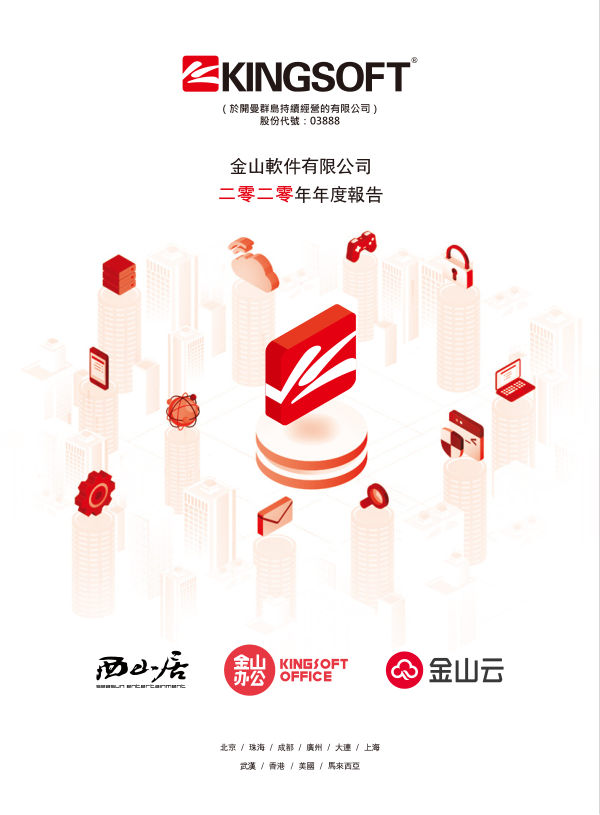 KINGSOFT®
（於開曼群島持續經營的有限公司）
股份代號：03888
金山軟件有限公司
二零二零年年度報告
西山居
seasun entertainment
金山办公
KINGSOFT OFFICE
金山云
北京 / 珠海 / 成都 / 廣州 / 大連 / 上海
武漢 / 香港 / 美國 / 馬來西亞